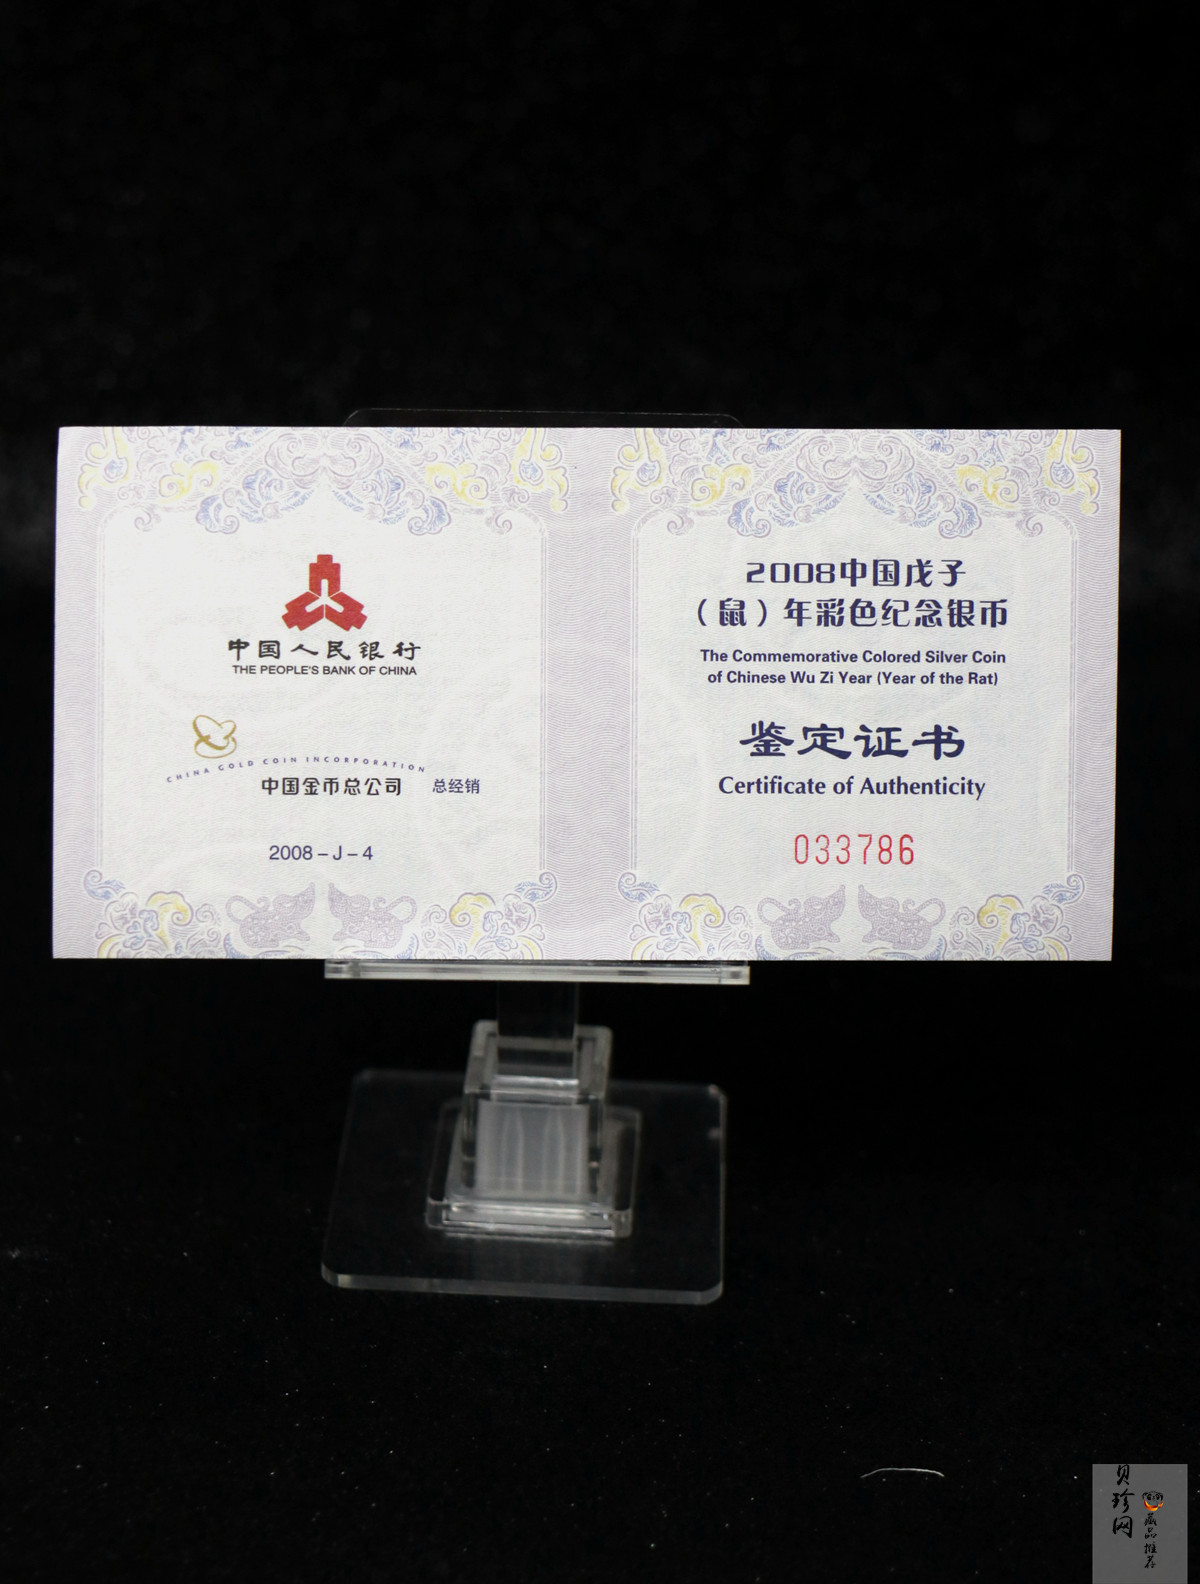 中国人民银行
THE PEOPLE'S BANK OF CHINA
CHINA GOLD COIN INCORPORATION
中国金币总公司 总经销
2008-J-4
2008中国戊子
（鼠）年彩色纪念银币
The Commemorative Colored Silver Coin
of Chinese Wu Zi Year (Year of the Rat)
鉴定证书
Certificate of Authenticity
033786
贝珍网
藏品推荐